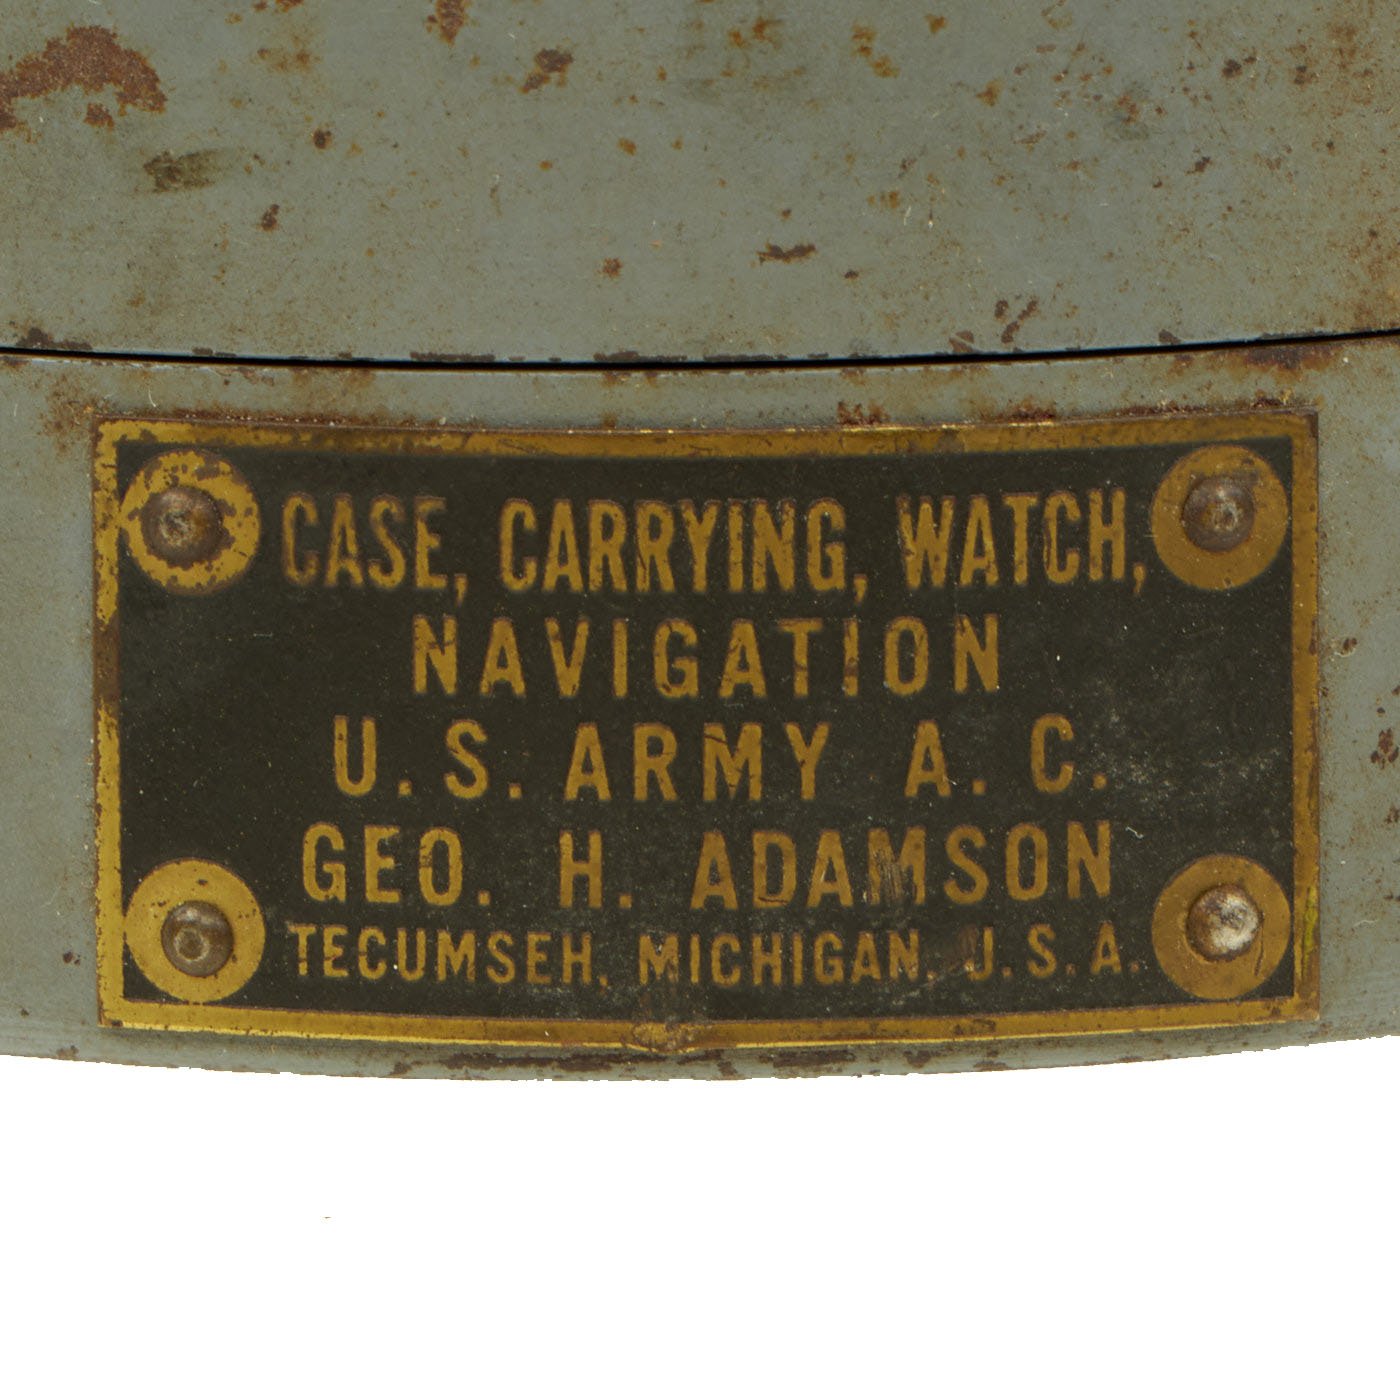 CASE, CARRYING, WATCH,
NAVIGATION
U. S. ARMY A. C.
GEO. H. ADAMSON
TECUMSEH, MICHIGAN, U. S. A.